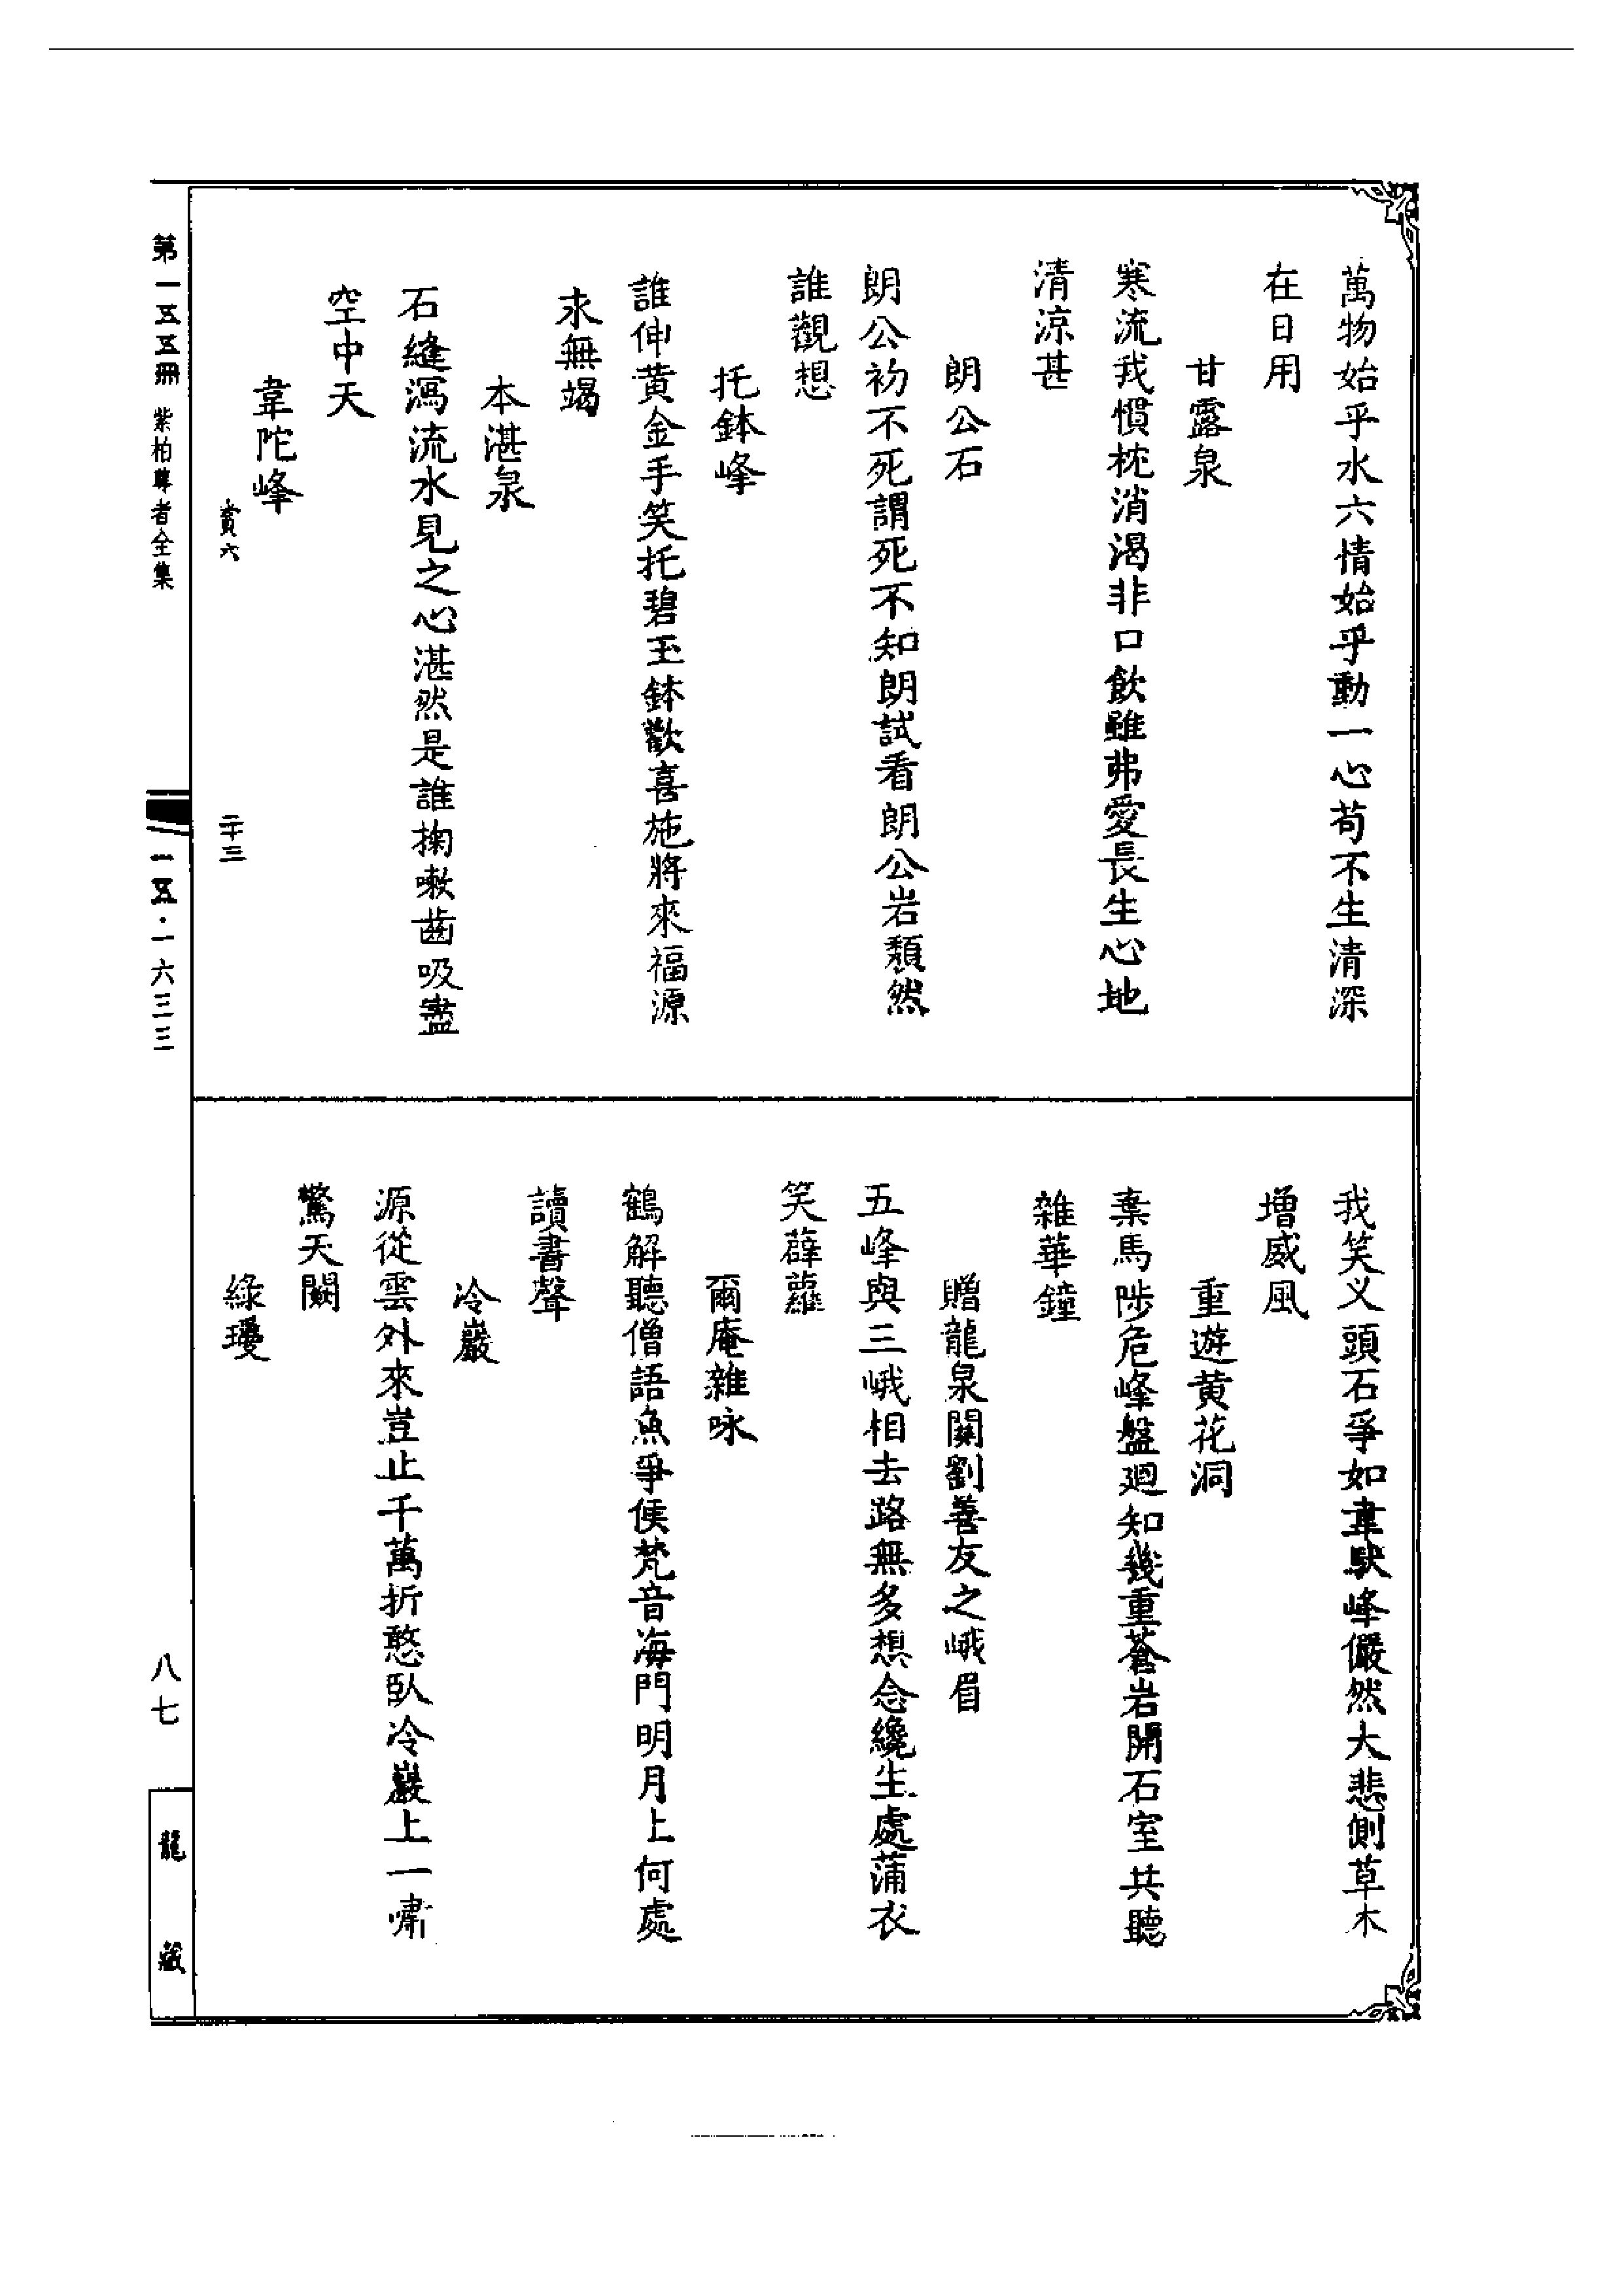 萬物始乎水六情始乎動一心苟不生清深
在日用
甘露泉
寒流我慣枕消渴非口飲雖弗愛長生心地
清涼甚
朗公石
朗公初不死謂死不知朗試看朗公岩頹然
誰觀想
托鉢峰
誰伸黄金手笑托碧玉鉢歡喜施將來福源
求無竭
本湛泉
石縫瀉流水見之心湛然是誰掬嗽齒吸盡
空中天
韋陀峰
二十三
我笑义頭石爭如韋馱峰儼然大悲側草木
增威風
重遊黄花洞
棄馬陟危峰盤廻知幾重蒼岩開石室共聽
雜華鐘
贈龍泉關劉善友之峨眉
五峰與三峨相去路無多想念纔生處蒲衣
笑薜蘿
爾庵雜咏
鶴解聽僧語魚爭侯梵音海門明月上何處
讀書聲
冷巖
源從雲外來豈止千萬折憨臥冷巖上一嘯
驚天闕
綠瓊
第一五五冊 紫柏尊者全集
一五五·一六三三
八七
龍藏